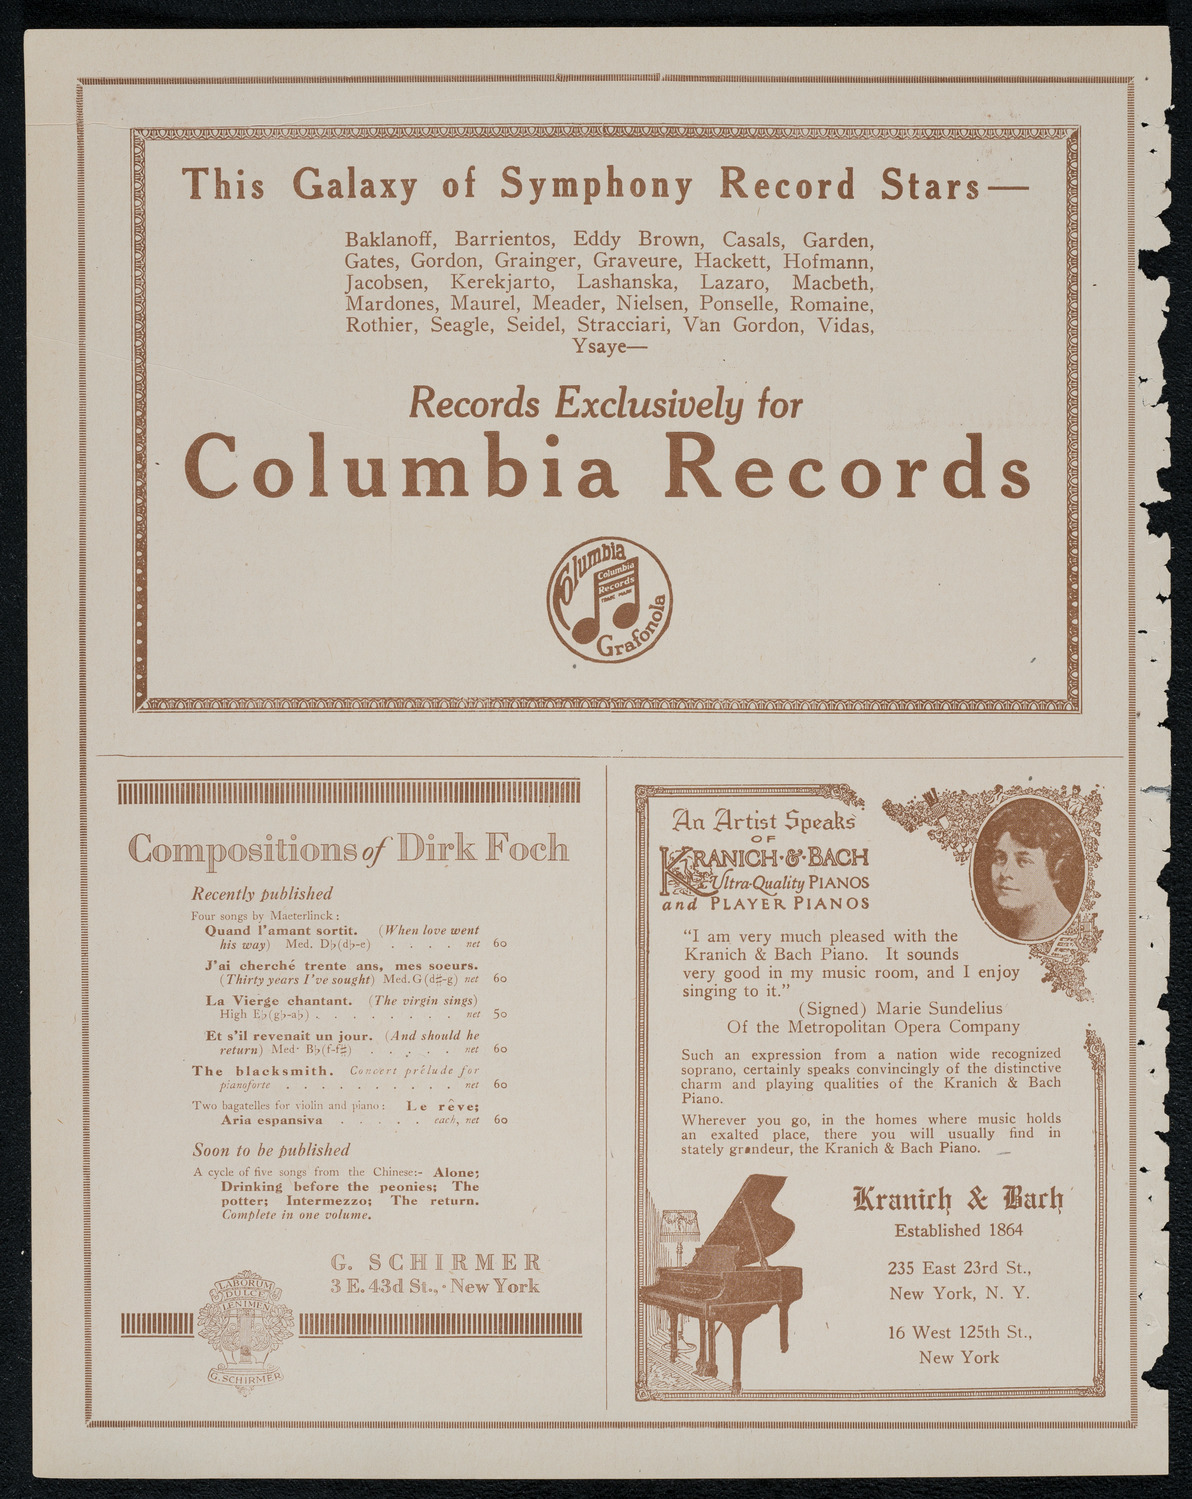 This Galaxy of Symphony Record Stars—
Baklanoff, Barrientos, Eddy Brown, Casals, Garden,
Gates, Gordon, Grainger, Graveure, Hackett, Hofmann,
Jacobsen, Kerekjarto, Lashanska, Lazaro, Macbeth,
Mardones, Maurel, Meader, Nielsen, Ponselle, Romaine,
Rothier, Seagle, Seidel, Stracciari, Van Gordon, Vidas,
Ysaye—
Records Exclusively for
Columbia Records
Columbia
Columbia
Records
TRADE MARK
Grafonola
Compositions of Dirk Foch
Recently published
Four songs by Maeterlinck:
Quand l'amant sortit. (When love went
his way) Med. D♭(d♭-e) . . . . net 60
J'ai cherché trente ans, mes soeurs.
(Thirty years I've sought) Med. G (d♯-g) net 60
La Vierge chantant. (The virgin sings)
High E♭(g♭-a♭) . . . . . . . . net 50
Et s'il revenait un jour. (And should he
return) Med. B♭(f-f♯) . . . . . net 60
The blacksmith. Concert prélude for
pianoforte . . . . . . . . . . net 60
Two bagatelles for violin and piano: Le rêve;
Aria espansiva . . . . . each, net 60
Soon to be published
A cycle of five songs from the Chinese:- Alone;
Drinking before the peonies; The
potter; Intermezzo; The return.
Complete in one volume.
G. SCHIRMER
3 E. 43d St., · New York
LABORUM
DULCE
LENIMEN
G. SCHIRMER
An Artist Speaks
OF
KRANICH·&·BACH
Ultra-Quality PIANOS
and PLAYER PIANOS
"I am very much pleased with the
Kranich & Bach Piano. It sounds
very good in my music room, and I enjoy
singing to it."
(Signed) Marie Sundelius
Of the Metropolitan Opera Company
Such an expression from a nation wide recognized
soprano, certainly speaks convincingly of the distinctive
charm and playing qualities of the Kranich & Bach
Piano.
Wherever you go, in the homes where music holds
an exalted place, there you will usually find in
stately grandeur, the Kranich & Bach Piano.
Kranich & Bach
Established 1864
235 East 23rd St.,
New York, N. Y.
16 West 125th St.,
New York